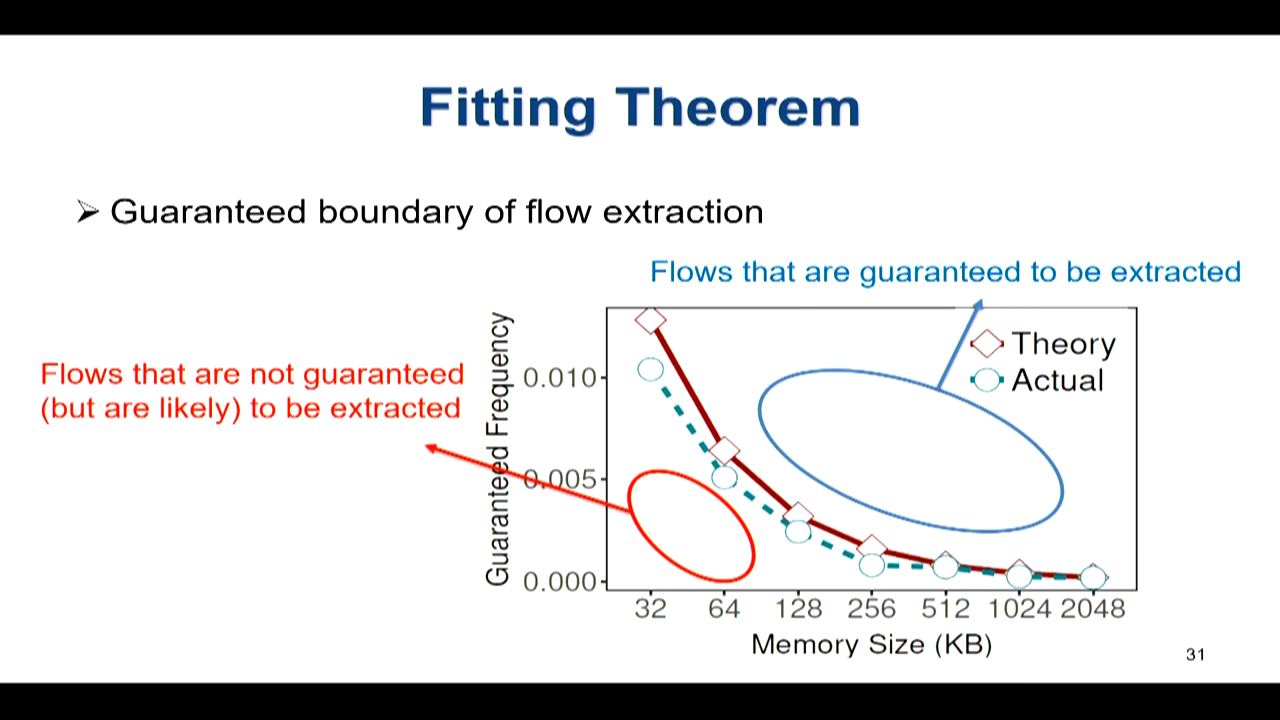 Fitting Theorem
➢ Guaranteed boundary of flow extraction
Flows that are guaranteed to be extracted
Flows that are not guaranteed
(but are likely) to be extracted
Guaranteed Frequency
0.010
0.005
0.000
Theory
Actual
32 64 128 256 512 1024 2048
Memory Size (KB)
31